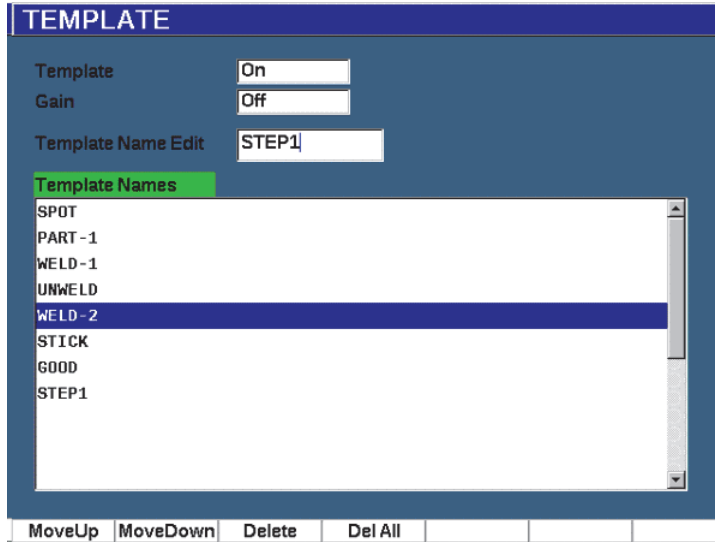 TEMPLATE
Template On
Gain Off
Template Name Edit STEP1
Template Names
SPOT
PART-1
WELD-1
UNWELD
WELD-2
STICK
GOOD
STEP1
MoveUp MoveDown Delete Del All